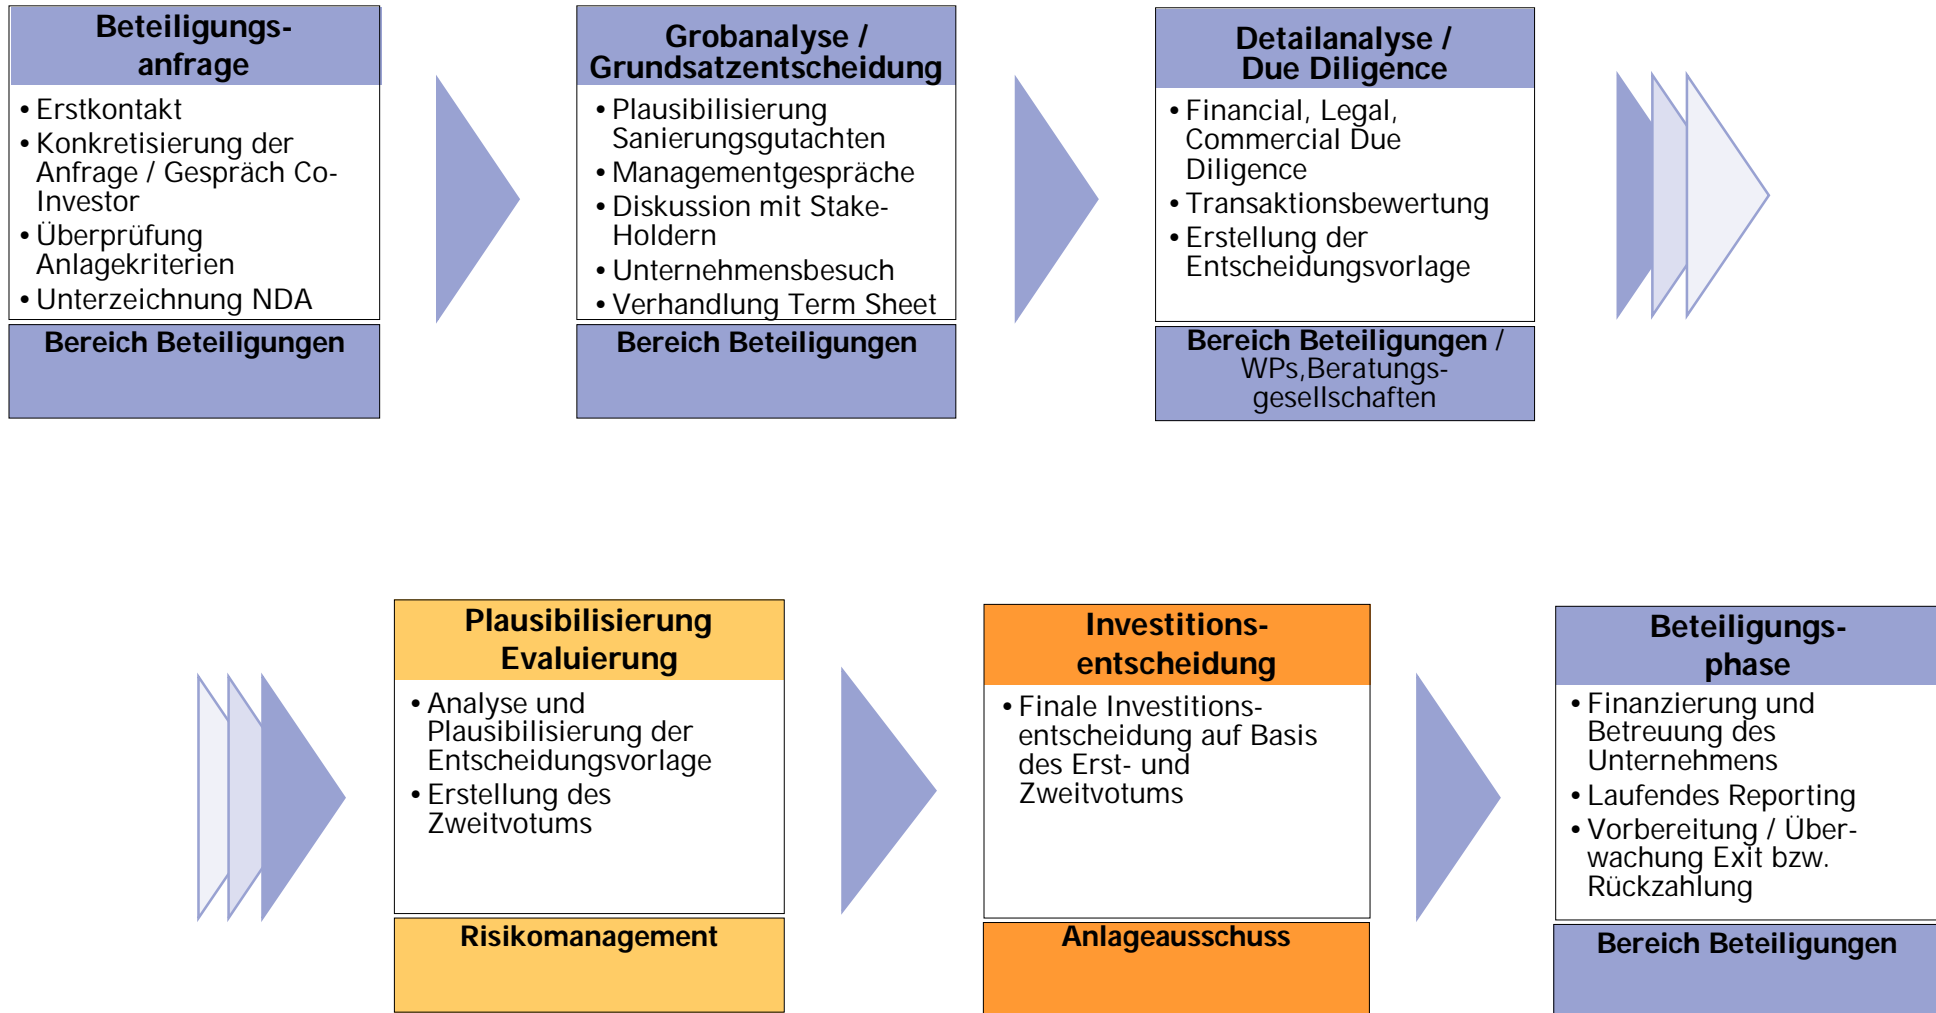 Beteiligungs-
anfrage
• Erstkontakt
• Konkretisierung der
Anfrage / Gespräch Co-
Investor
• Überprüfung
Anlagekriterien
• Unterzeichnung NDA
Bereich Beteiligungen
Grobanalyse /
Grundsatzentscheidung
• Plausibilisierung
Sanierungsgutachten
• Managementgespräche
• Diskussion mit Stake-
Holdern
• Unternehmensbesuch
• Verhandlung Term Sheet
Bereich Beteiligungen
Detailanalyse /
Due Diligence
• Financial, Legal,
Commercial Due
Diligence
• Transaktionsbewertung
• Erstellung der
Entscheidungsvorlage
Bereich Beteiligungen /
WPs,Beratungs-
gesellschaften
Plausibilisierung
Evaluierung
• Analyse und
Plausibilisierung der
Entscheidungsvorlage
• Erstellung des
Zweitvotums
Risikomanagement
Investitions-
entscheidung
• Finale Investitions-
entscheidung auf Basis
des Erst- und
Zweitvotums
Anlageausschuss
Beteiligungs-
phase
• Finanzierung und
Betreuung des
Unternehmens
• Laufendes Reporting
• Vorbereitung / Über-
wachung Exit bzw.
Rückzahlung
Bereich Beteiligungen